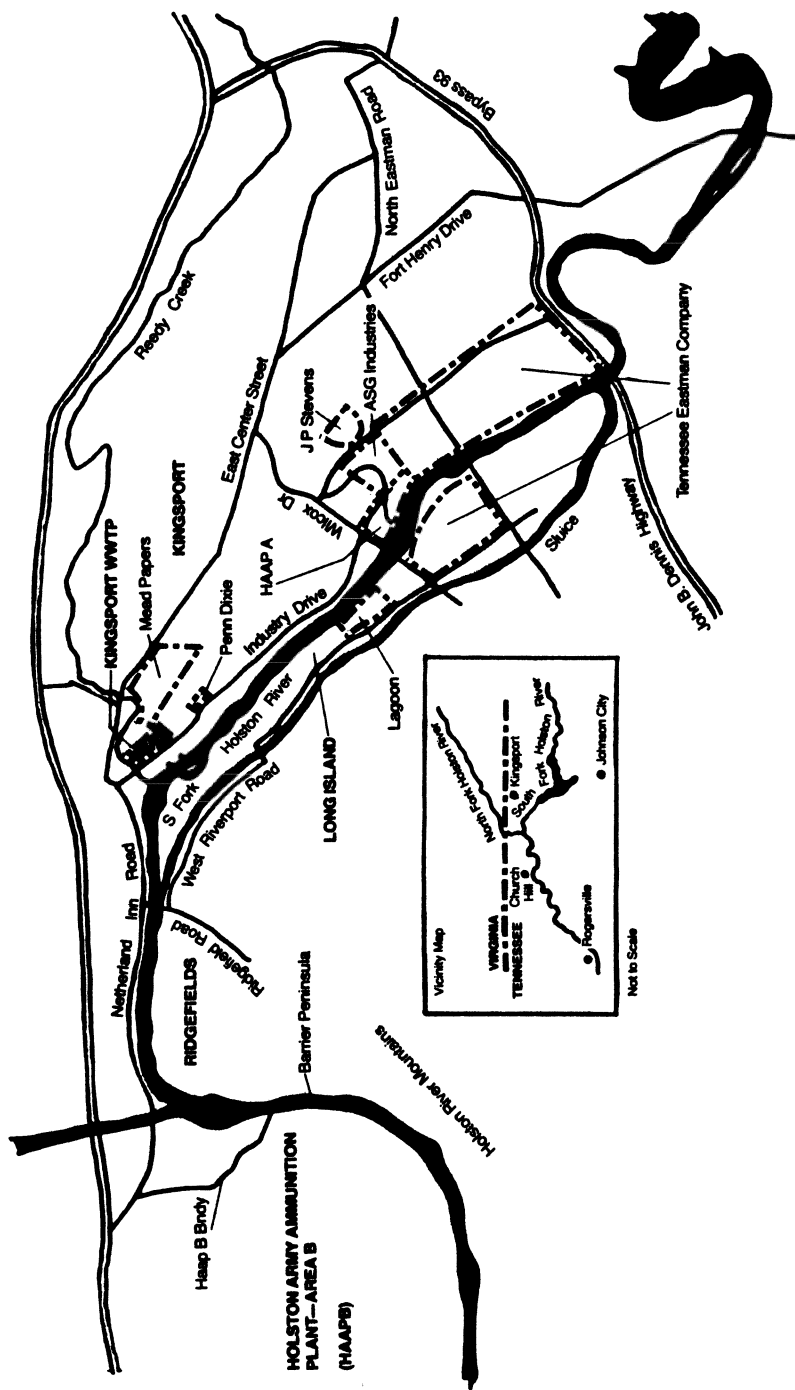 Bypass 93
North Eastman Road
Fort Henry Drive
Reedy Creek
East Center Street
J P Stevens
ASG Industries
Tennessee Eastman Company
KINGSPORT
KINGSPORT WWTP
Mead Papers
Penn Dixie
HAAP A
Wilcox Dr
Industry Drive
Sluice
John B. Dennis Highway
Lagoon
LONG ISLAND
S Fork Holston River
West Riverport Road
Netherland Inn Road
Ridgefield Road
RIDGEFIELDS
Barrier Peninsula
Holston River Mountains
Haap B Bndy
HOLSTON ARMY AMMUNITION
PLANT—AREA B
(HAAPB)
Vicinity Map
North Fork Holston River
VIRGINIA
TENNESSEE
Kingsport
Church
Hill
South Fork Holston River
Johnson City
Rogersville
Not to Scale